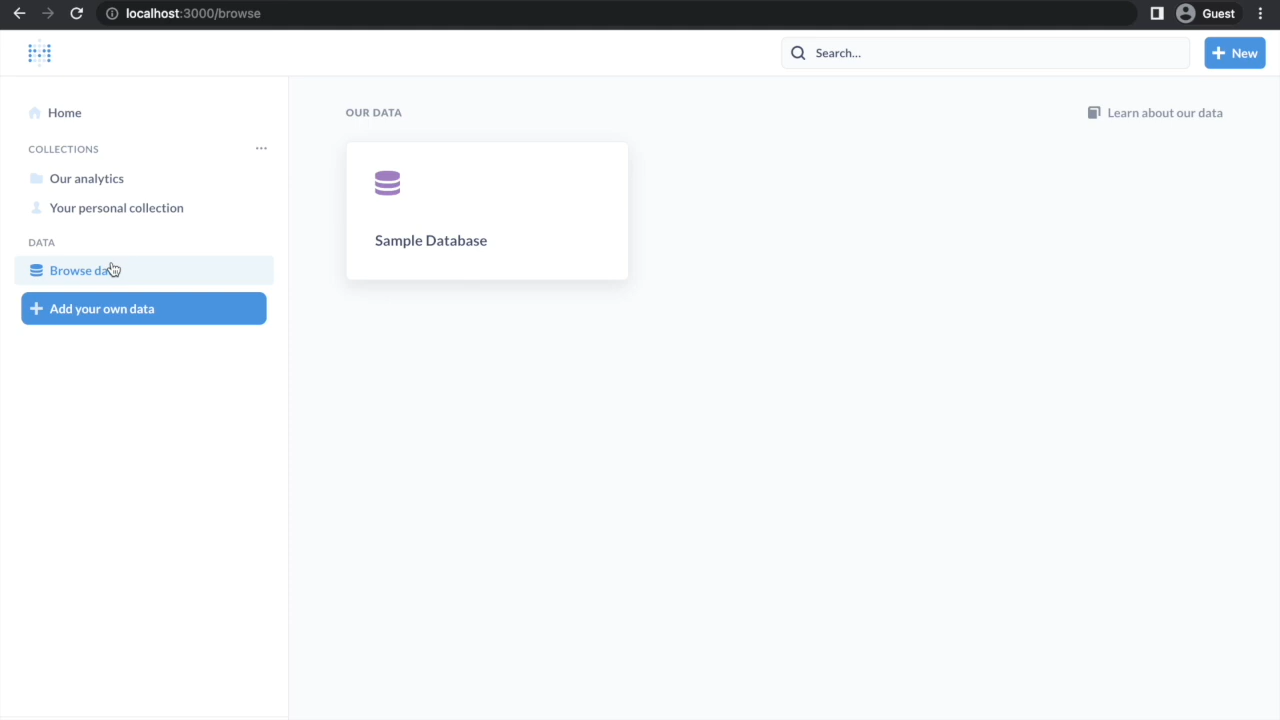 localhost:3000/browse
Guest
Search...
New
Home
OUR DATA
Learn about our data
COLLECTIONS
Our analytics
Sample Database
Your personal collection
DATA
Browse
Add your own data